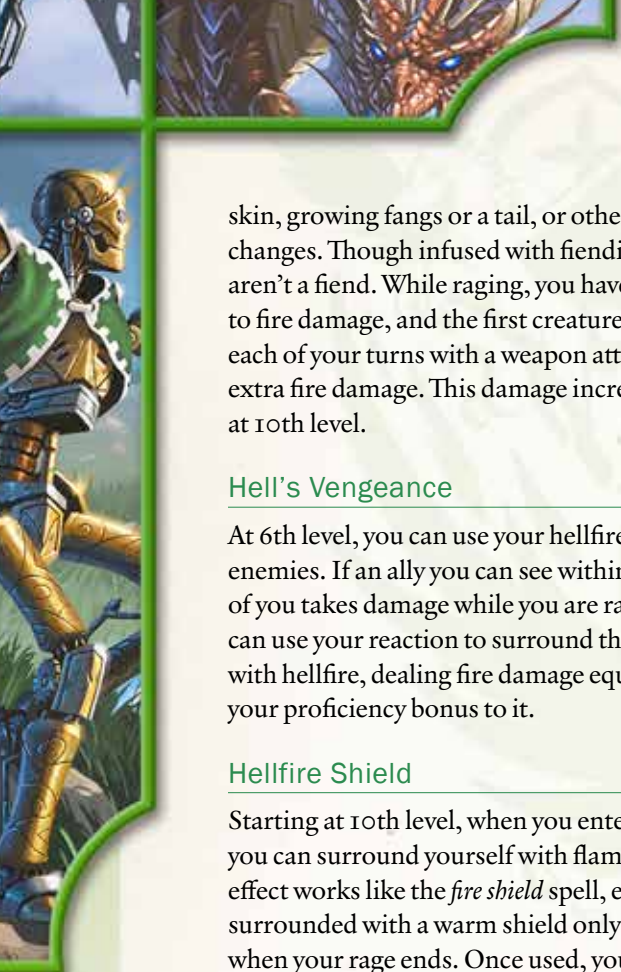 skin, growing fangs or a tail, or othe
changes. Though infused with fiendi
aren't a fiend. While raging, you have
to fire damage, and the first creature
each of your turns with a weapon att
extra fire damage. This damage incre
at 10th level.
Hell's Vengeance
At 6th level, you can use your hellfire
enemies. If an ally you can see within
of you takes damage while you are ra
can use your reaction to surround th
with hellfire, dealing fire damage equ
your proficiency bonus to it.
Hellfire Shield
Starting at 10th level, when you ente
you can surround yourself with flam
effect works like the fire shield spell, e
surrounded with a warm shield only
when your rage ends. Once used, you